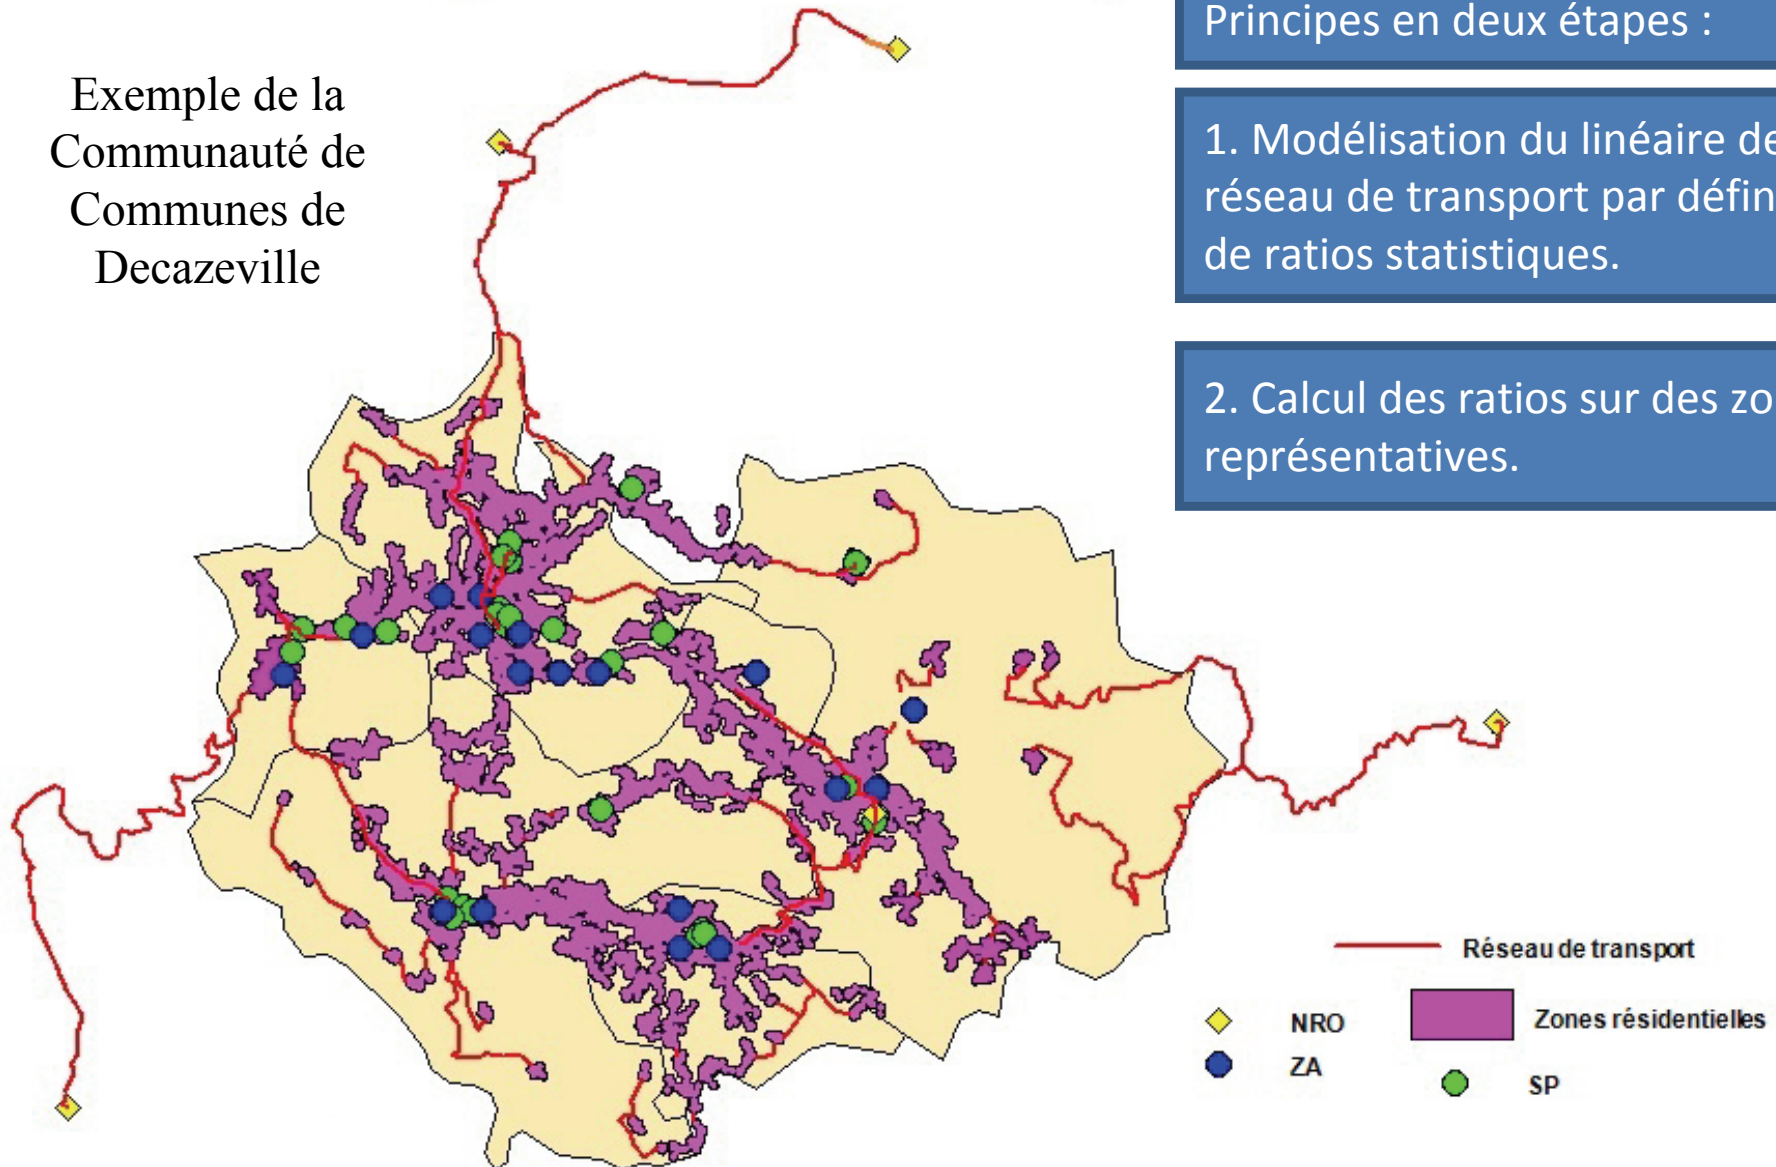 Exemple de la
Communauté de
Communes de
Decazeville
Principes en deux étapes :
1. Modélisation du linéaire de
réseau de transport par défin
de ratios statistiques.
2. Calcul des ratios sur des zo
représentatives.
Réseau de transport
NRO
Zones résidentielles
ZA
SP